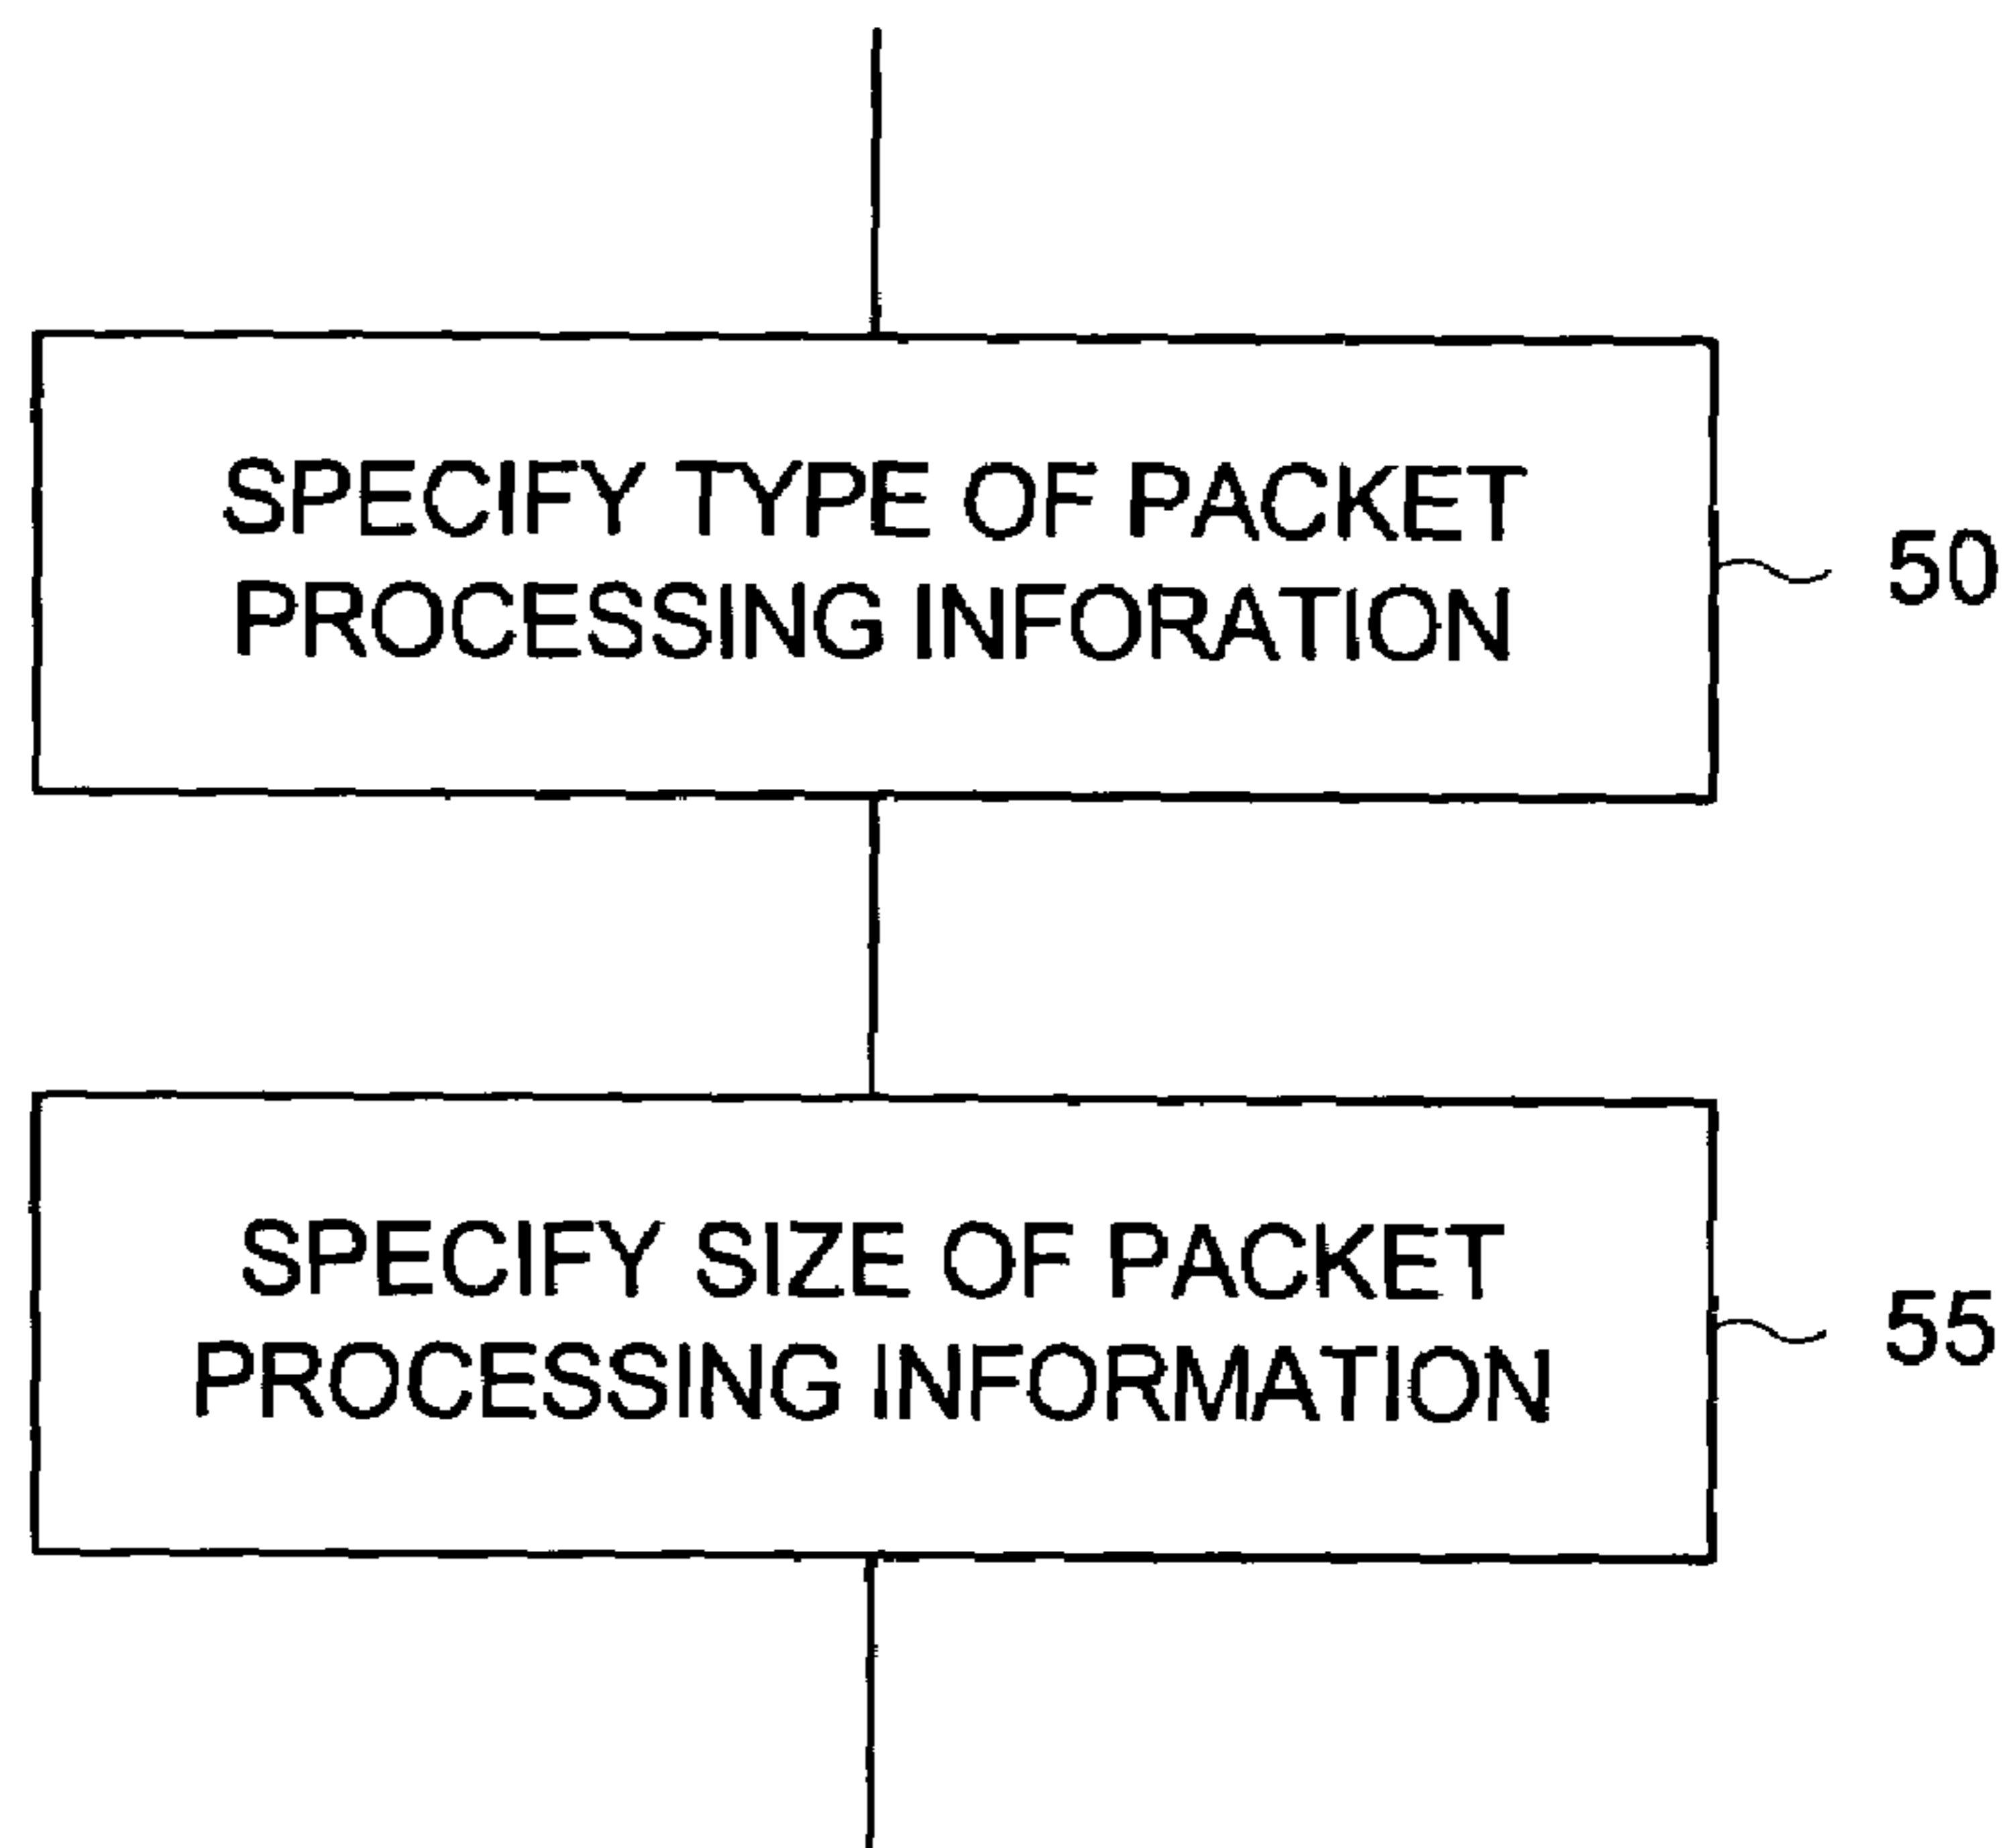 SPECIFY TYPE OF PACKET
PROCESSING INFORATION
50
SPECIFY SIZE OF PACKET
PROCESSING INFORMATION
55